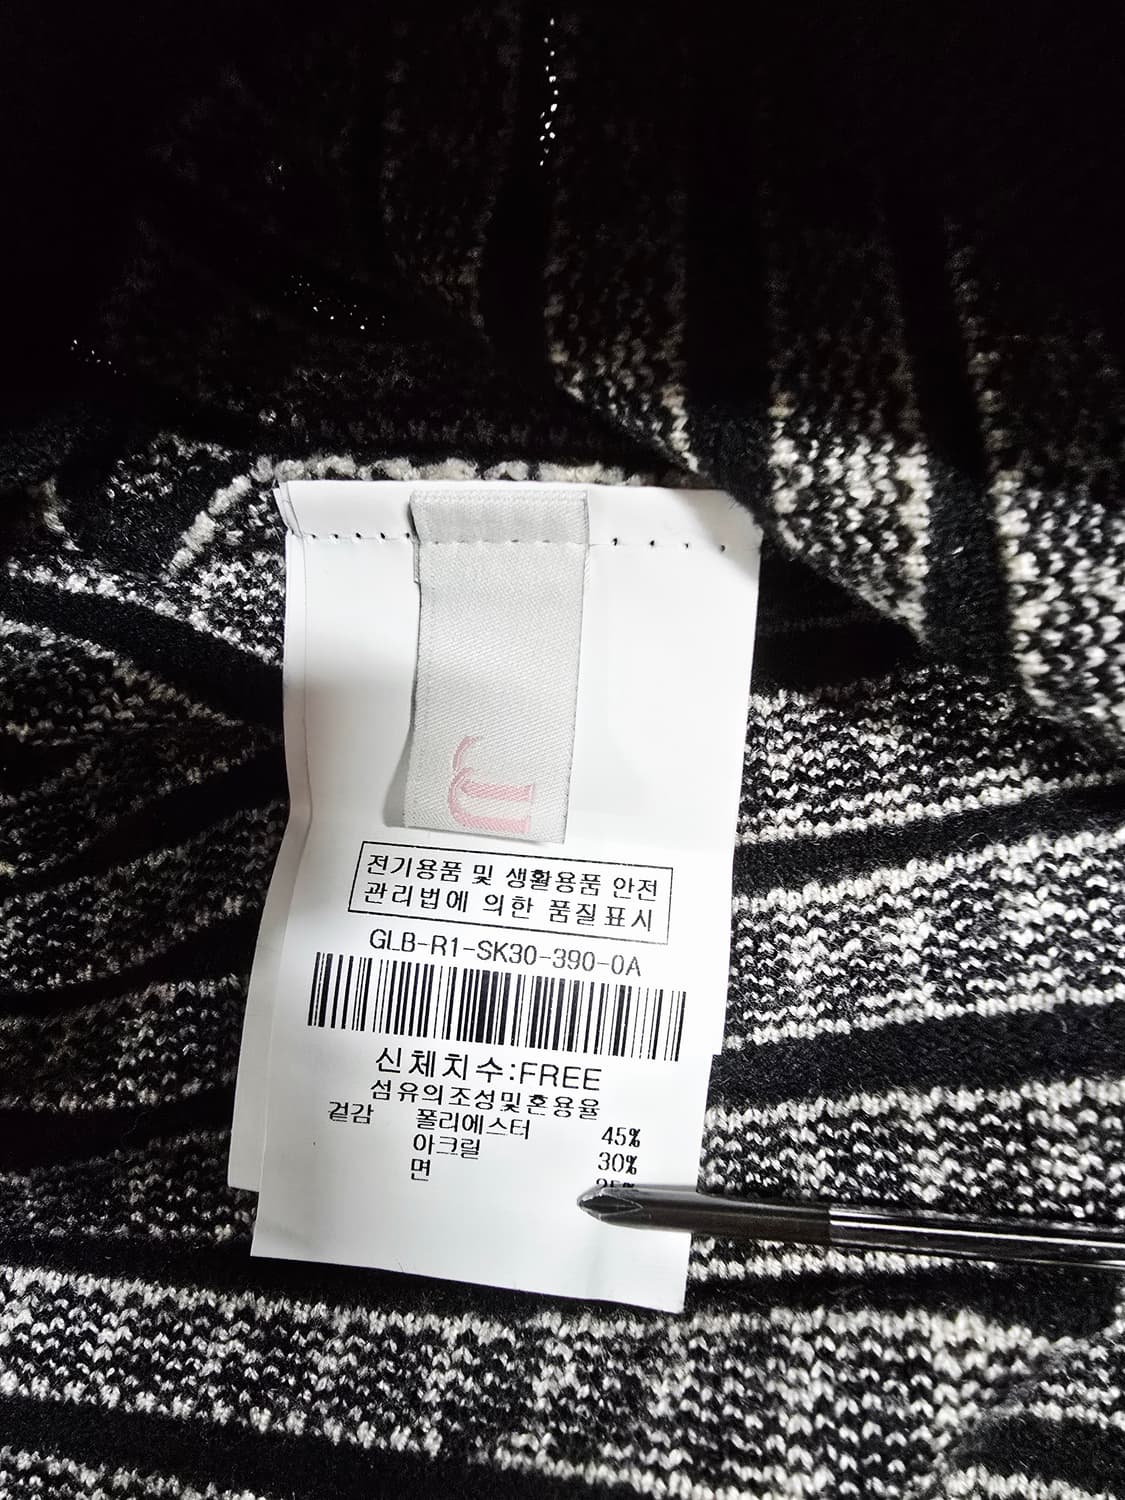 전기용품 및 생활용품 안전
관리법에 의한 품질표시
GLB-R1-SK30-390-0A
신체치수:FREE
섬유의조성및혼용율
겉감 폴리에스터 45%
아크릴 30%
면